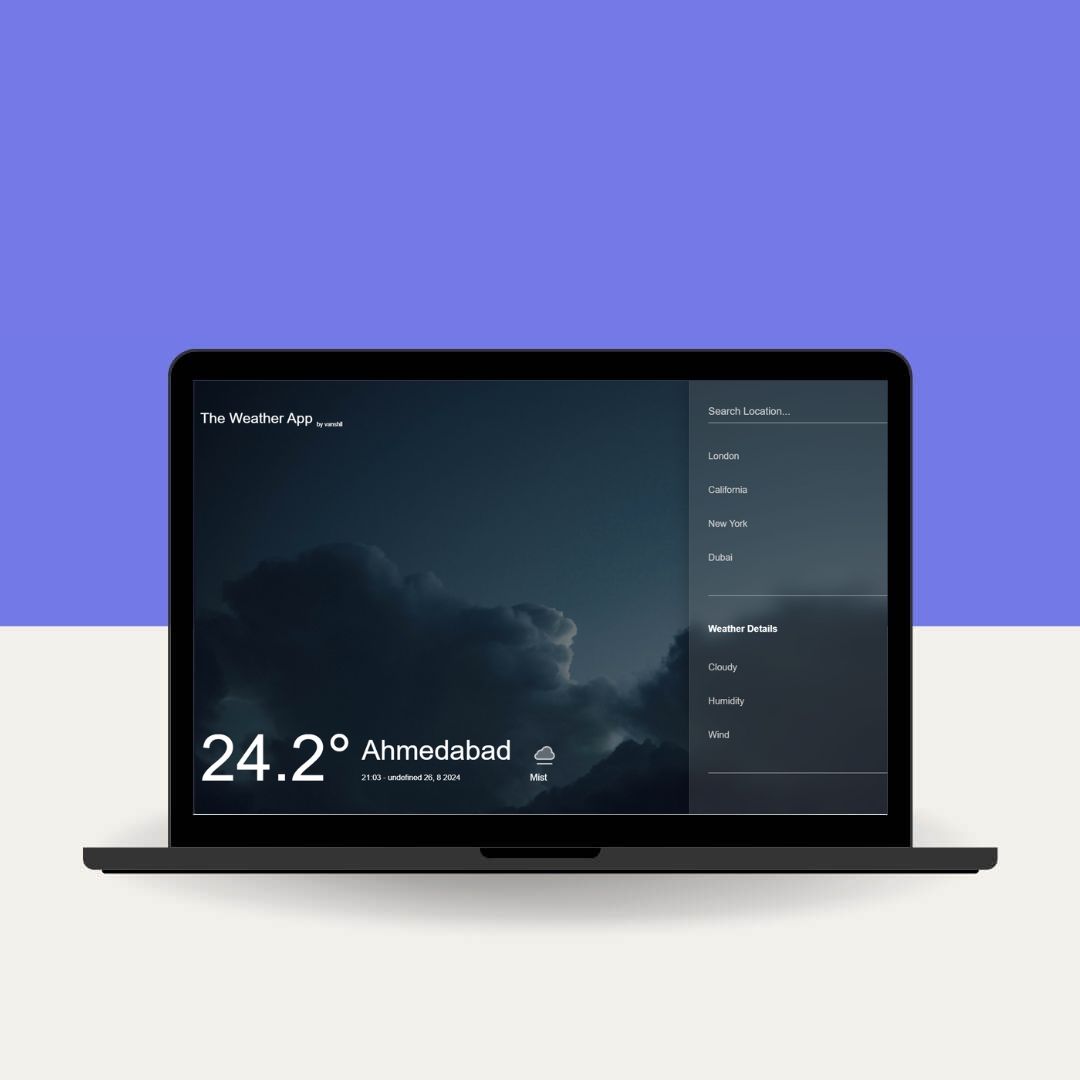 The Weather App by vanshil
24.2° Ahmedabad
21:03 - undefined 26, 8 2024
Mist
Search Location...
London
California
New York
Dubai
Weather Details
Cloudy
Humidity
Wind